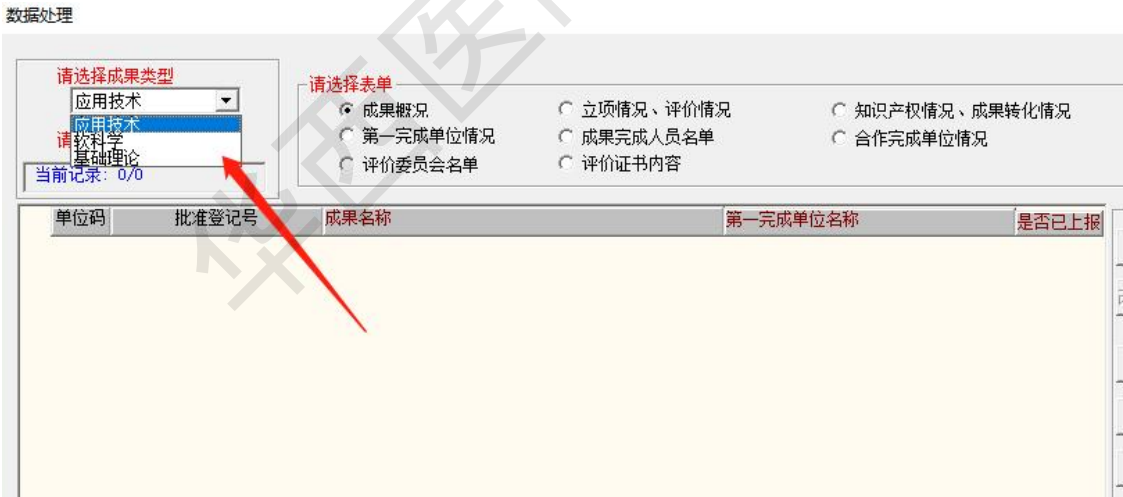 数据处理
请选择成果类型
应用技术
应用技术
软科学
基础理论
请
当前记录: 0/0
请选择表单
成果概况
立项情况、评价情况
知识产权情况、成果转化情况
第一完成单位情况
成果完成人员名单
合作完成单位情况
评价委员会名单
评价证书内容
单位码
批准登记号
成果名称
第一完成单位名称
是否已上报
华西医